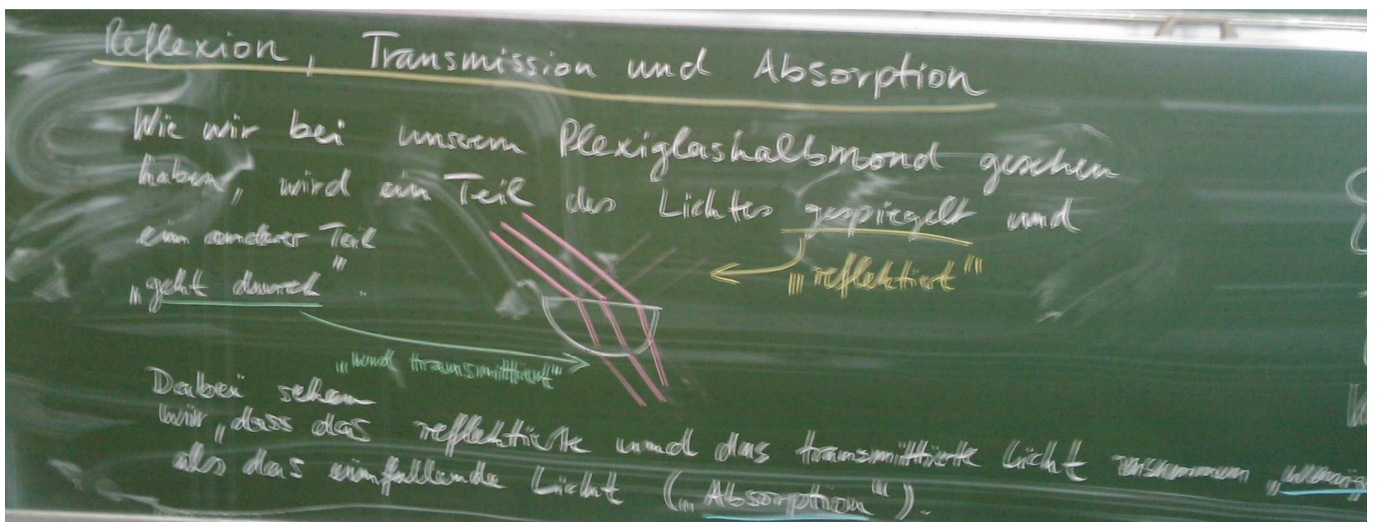 Reflexion, Transmission und Absorption
Wie wir bei unserem Plexiglashalbmond gesehen
haben, wird ein Teil des Lichtes gespiegelt und
ein anderer Teil
"reflektiert"
„geht durch".
„wird transmittiert"
Dabei sehen
wir, dass das reflektierte und das transmittierte Licht zusammen
als das einfallende Licht („Absorption").